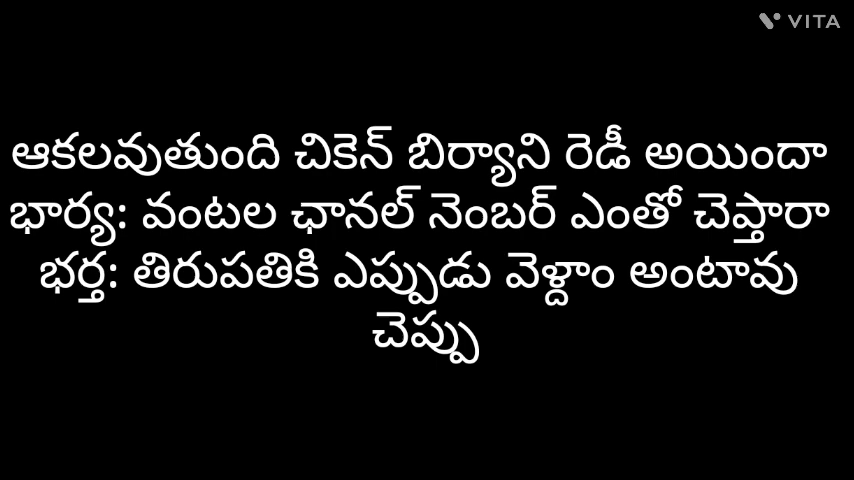 VITA
ఆకలవుతుంది చికెన్ బిర్యాని రెడీ అయిందా
భార్య: వంటల ఛానల్ నెంబర్ ఎంతో చెప్తారా
భర్త: తిరుపతికి ఎప్పుడు వెళ్దాం అంటావు
చెప్పు